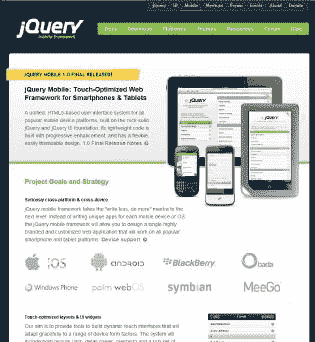 jQuery UI Mobile Meetups Forum Blog About Donate
jQuery
mobile framework
Demos Download Platforms Themes Resources Forum Blog
jQUERY MOBILE 1.0 FINAL RELEASED!
jQuery Mobile: Touch-Optimized Web
Framework for Smartphones & Tablets
A unified, HTML5-based user interface system for all
popular mobile device platforms, built on the rock-solid
jQuery and jQuery UI foundation. Its lightweight code is
built with progressive enhancement, and has a flexible,
easily themeable design. 1.0 Final Release Notes
jQuery
Project Goals and Strategy
Seriously cross-platform & cross-device
jQuery mobile framework takes the "write less, do more" mantra to the
next level: Instead of writing unique apps for each mobile device or OS,
the jQuery mobile framework will allow you to design a single highly
branded and customized web application that will work on all popular
smartphone and tablet platforms. Device support
iOS
ANDROID
BlackBerry
bada
Windows Phone
palm webOS
symbian
MeeGo
Touch-optimized layouts & UI widgets
Our aim is to provide tools to build dynamic touch interfaces that will
adapt gracefully to a range of device form factors. The system will